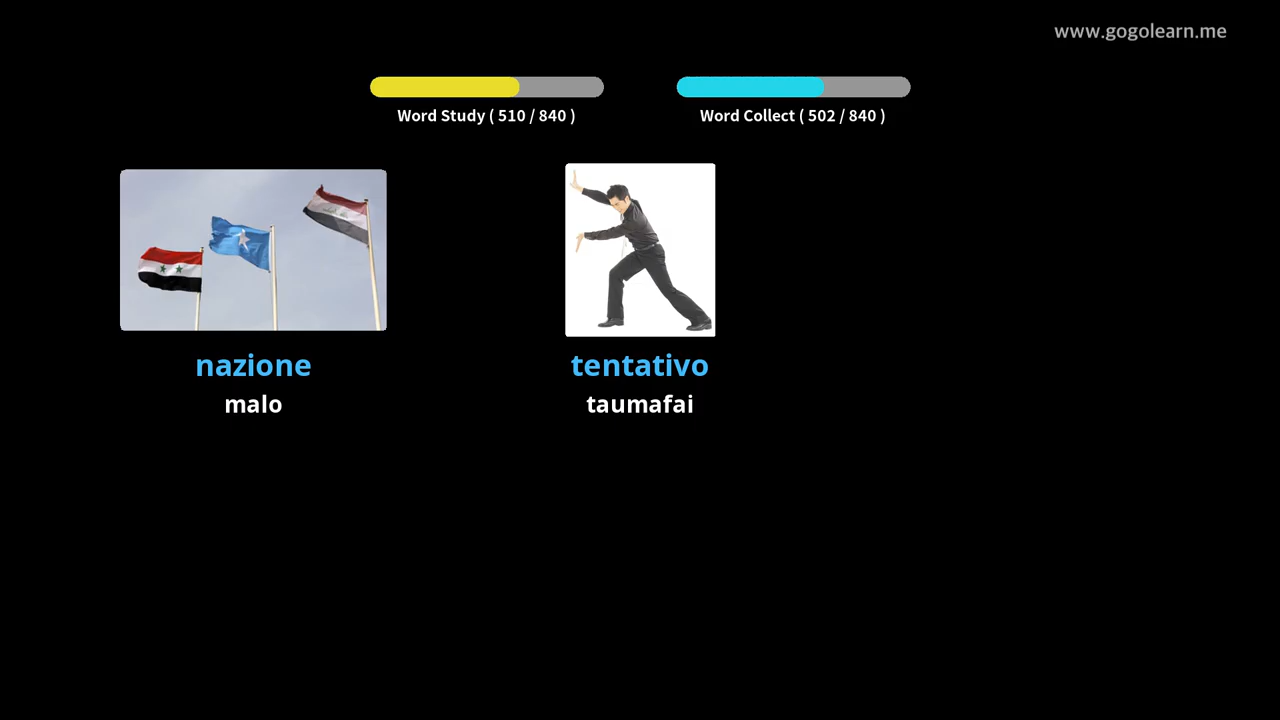 www.gogolearn.me
Word Study ( 510 / 840 )
Word Collect ( 502 / 840 )
nazione
malo
tentativo
taumafai